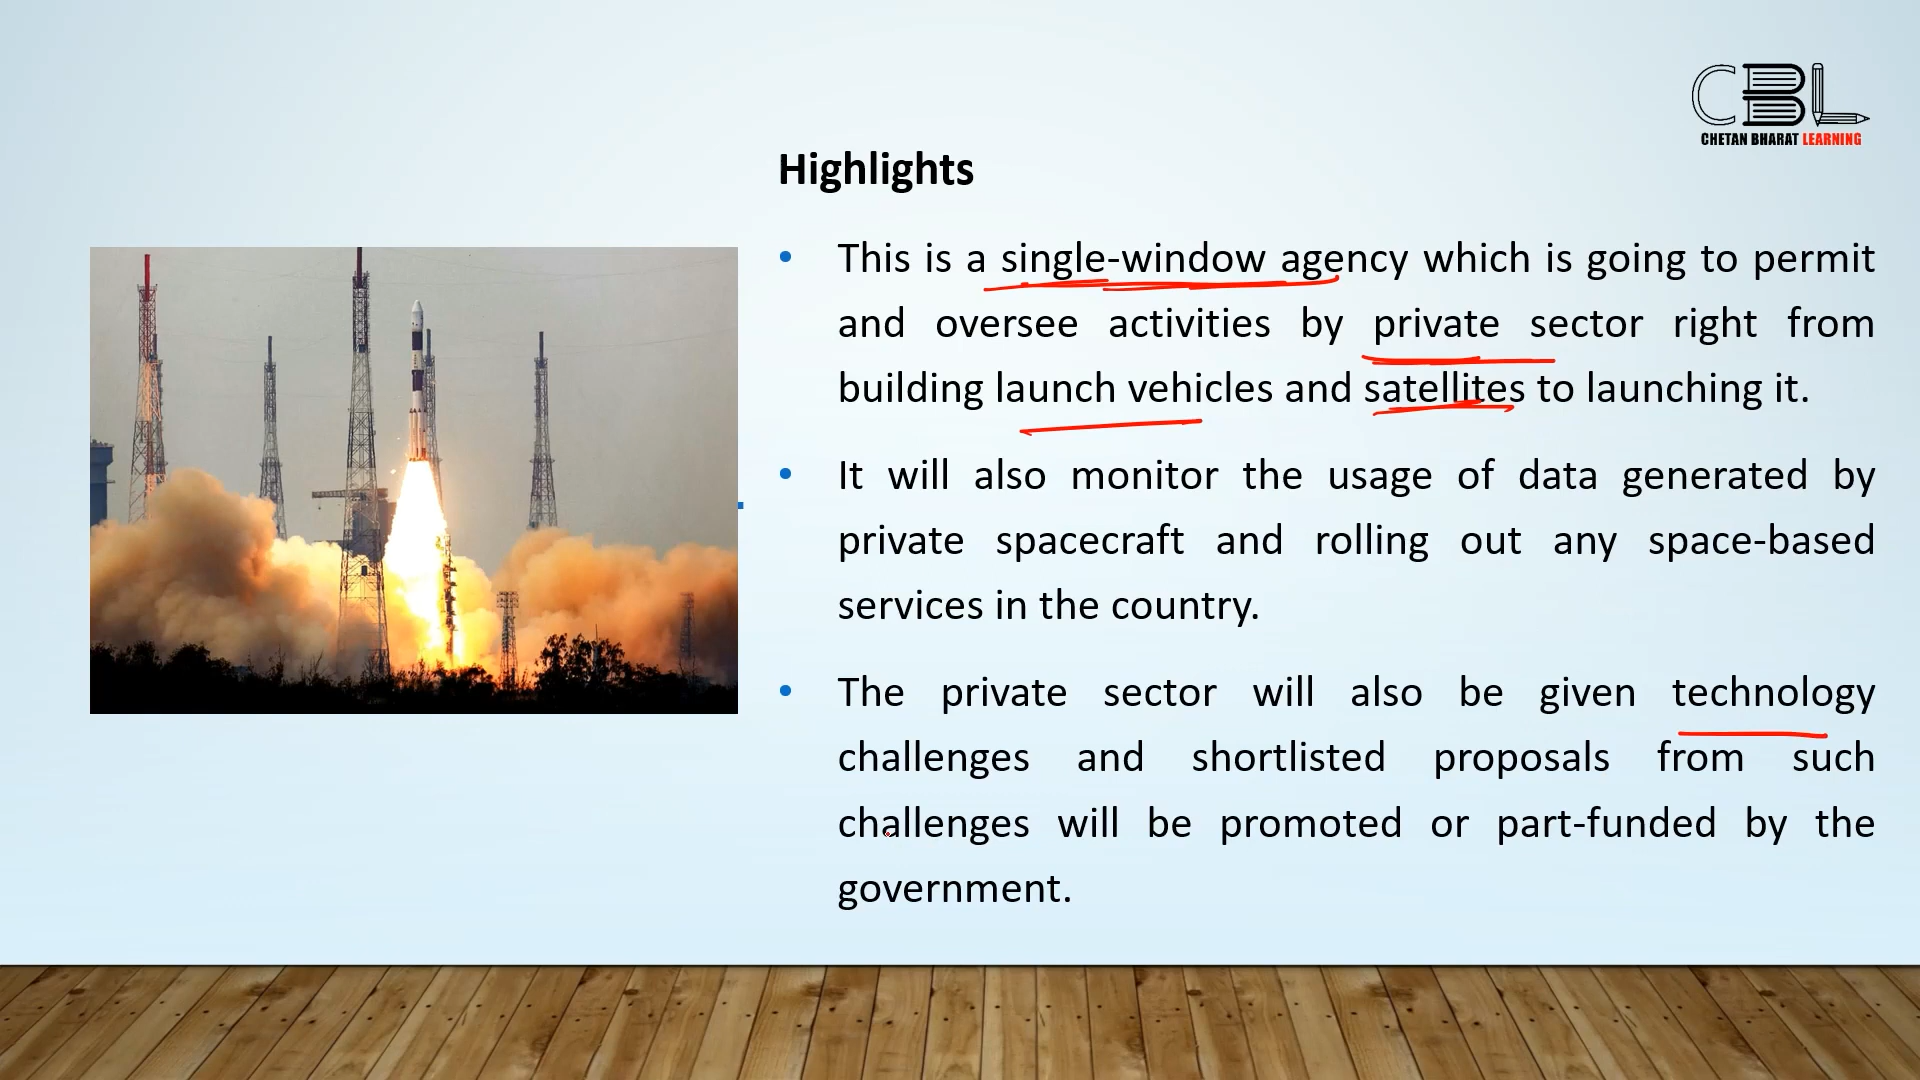 CBL
CHETAN BHARAT LEARNING
Highlights
• This is a single-window agency which is going to permit
and oversee activities by private sector right from
building launch vehicles and satellites to launching it.
• It will also monitor the usage of data generated by
private spacecraft and rolling out any space-based
services in the country.
• The private sector will also be given technology
challenges and shortlisted proposals from such
challenges will be promoted or part-funded by the
government.